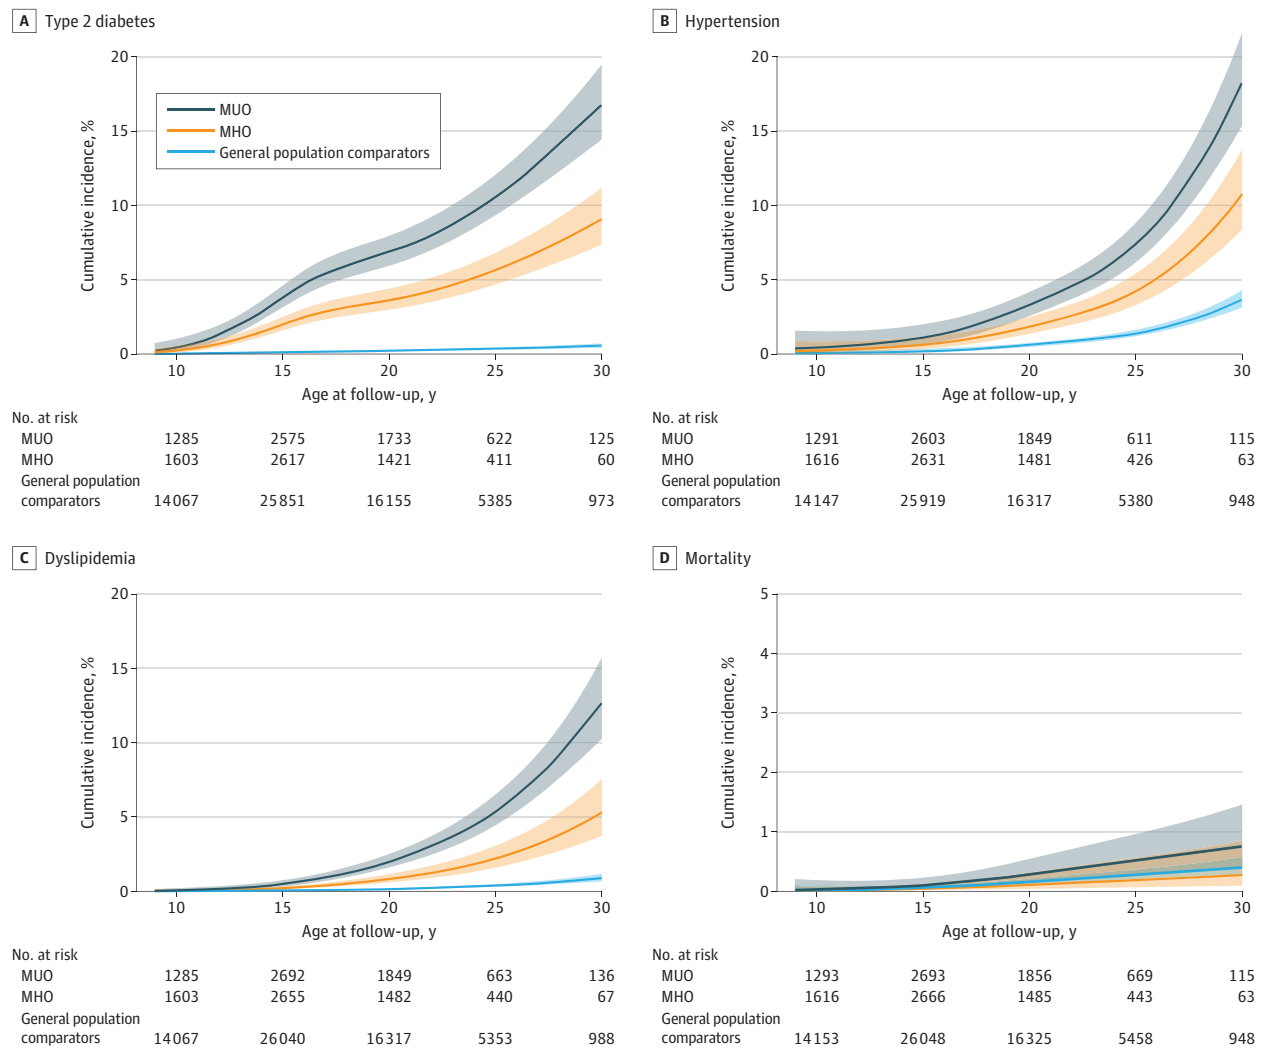 A Type 2 diabetes
20
15
10
5
0
Cumulative incidence, %
MUO
MHO
General population comparators
10 15 20 25 30
Age at follow-up, y
No. at risk
MUO 1285 2575 1733 622 125
MHO 1603 2617 1421 411 60
General population
comparators 14067 25851 16155 5385 973
B Hypertension
20
15
10
5
0
Cumulative incidence, %
10 15 20 25 30
Age at follow-up, y
No. at risk
MUO 1291 2603 1849 611 115
MHO 1616 2631 1481 426 63
General population
comparators 14147 25919 16317 5380 948
C Dyslipidemia
20
15
10
5
0
Cumulative incidence, %
10 15 20 25 30
Age at follow-up, y
No. at risk
MUO 1285 2692 1849 663 136
MHO 1603 2655 1482 440 67
General population
comparators 14067 26040 16317 5353 988
D Mortality
5
4
3
2
1
0
Cumulative incidence, %
10 15 20 25 30
Age at follow-up, y
No. at risk
MUO 1293 2693 1856 669 115
MHO 1616 2666 1485 443 63
General population
comparators 14153 26048 16325 5458 948